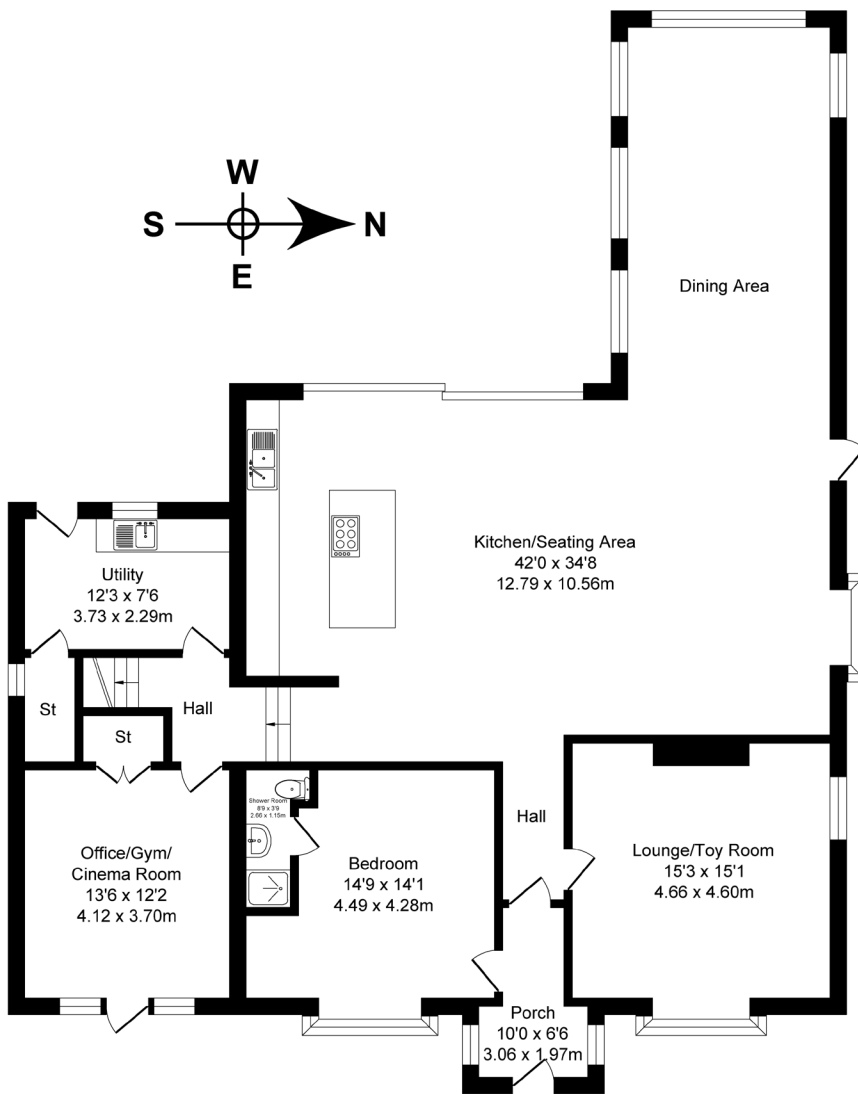 W
S
N
E
Dining Area
Kitchen/Seating Area
42'0 x 34'8
12.79 x 10.56m
Utility
12'3 x 7'6
3.73 x 2.29m
St
Hall
St
Shower Room
8'9 x 3'9
2.66 x 1.15m
Office/Gym/
Cinema Room
13'6 x 12'2
4.12 x 3.70m
Bedroom
14'9 x 14'1
4.49 x 4.28m
Hall
Lounge/Toy Room
15'3 x 15'1
4.66 x 4.60m
Porch
10'0 x 6'6
3.06 x 1.97m